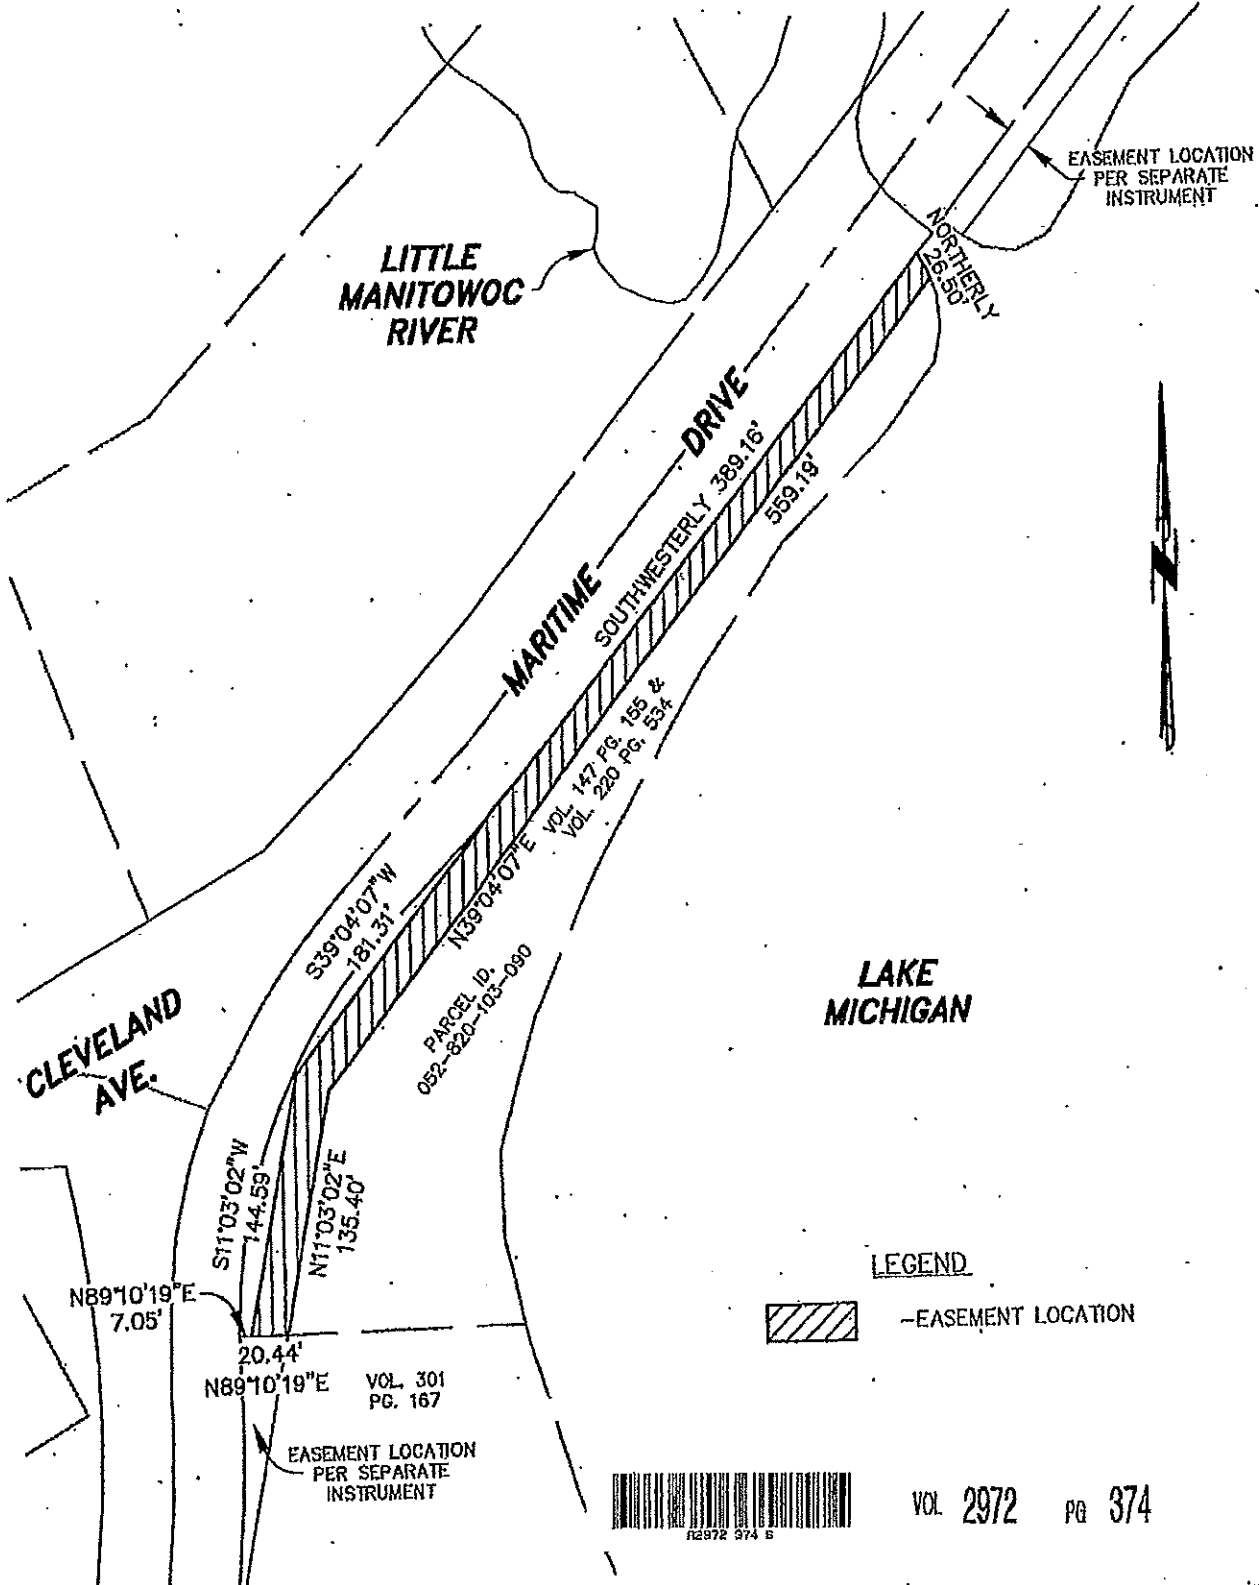 EASEMENT LOCATION
PER SEPARATE
INSTRUMENT
LITTLE
MANITOWOC
RIVER
NORTHERLY
26.50'
MARITIME DRIVE
SOUTHWESTERLY 389.16'
559.19'
VOL. 147 PG. 155 &
VOL. 220 PG. 534
S39°04'07"W
181.31'
N39°04'07"E
PARCEL ID.
052-820-103-090
LAKE
MICHIGAN
CLEVELAND
AVE.
S11°03'02"W
144.59'
N11°03'02"E
135.40'
N89°10'19"E
7.05'
20.44'
N89°10'19"E
VOL. 301
PG. 167
EASEMENT LOCATION
PER SEPARATE
INSTRUMENT
LEGEND
-EASEMENT LOCATION
VOL 2972 PG 374